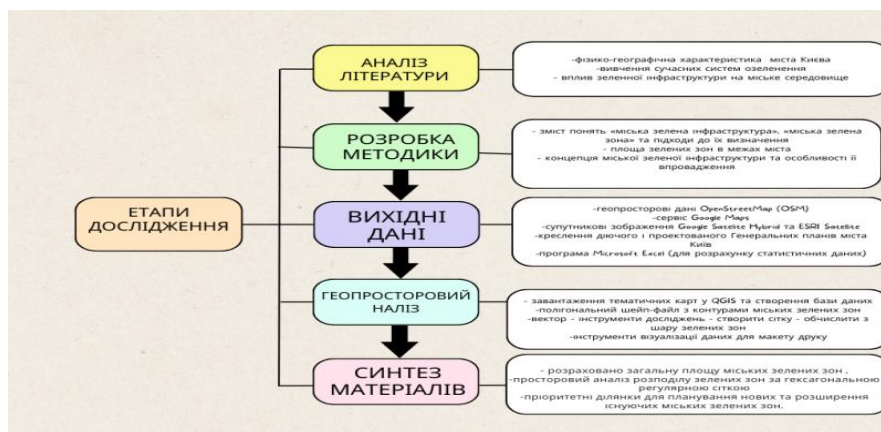 АНАЛІЗ
ЛІТЕРАТУРИ
-фізико-географічна характеристика міста Києва
-вивчення сучасних систем озеленення
- вплив зеленної інфраструктури на міське середовище
РОЗРОБКА
МЕТОДИКИ
- зміст понять «міська зелена інфраструктура», «міська зелена
зона» та підходи до їх визначення
- площа зелених зон в межах міста
- концепція міської зеленої інфраструктури та особливості її
впровадження
ЕТАПИ
ДОСЛІДЖЕННЯ
ВИХІДНІ
ДАНІ
-геопросторові дані OpenStreetMap (OSM)
-сервіс Google Maps
-супутникові зображення Google Satelite Hybrid та ESRI Satellite
-креслення діючого і проектованого Генеральних планів міста
Київ
-програма Microsoft Excel (для розрахунку статистичних даних)
ГЕОПРОСТОРОВИЙ
НАЛІЗ
- завантаження тематичних карт у QGIS та створення бази даних
-полігональний шейп-файл з контурами міських зелених зон
-вектор - інструменти досліджень - створити сітку - обчислити з
шару зелених зон
-інструменти візуалізації даних для макету друку
СИНТЕЗ
МАТЕРІАЛІВ
- розраховано загальну площу міських зелених зон ,
-просторовий аналіз розподілу зелених зон за гексагональною
регулярною сіткою
-пріоритетні ділянки для планування нових та розширення
існуючих міських зелених зон.